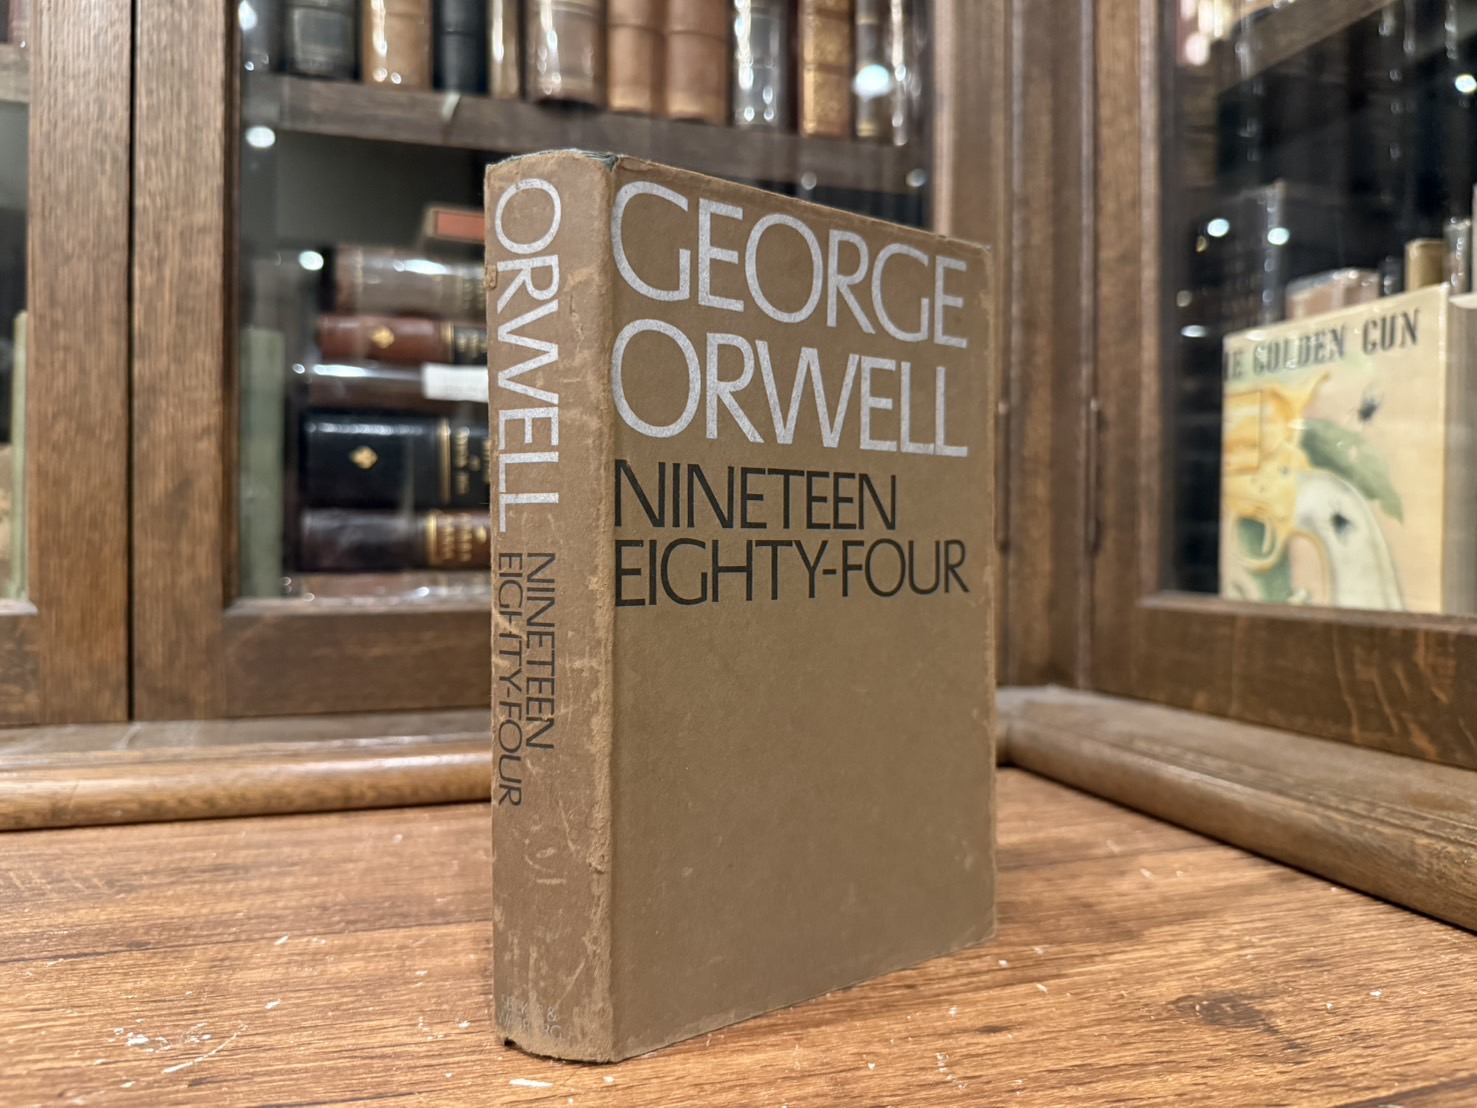 ORWELL
NINETEEN
EIGHTY-FOUR
GEORGE
ORWELL
NINETEEN
EIGHTY-FOUR
GOLDEN GUN